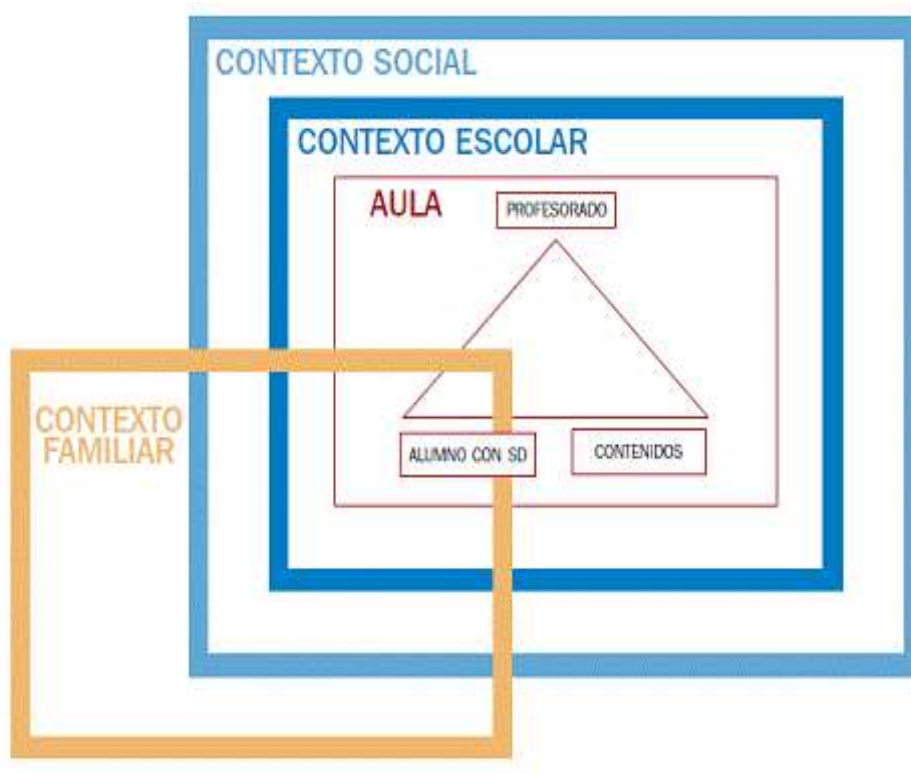 CONTEXTO SOCIAL
CONTEXTO ESCOLAR
AULA
PROFESORADO
CONTEXTO
FAMILIAR
ALUMNO CON SD
CONTENIDOS